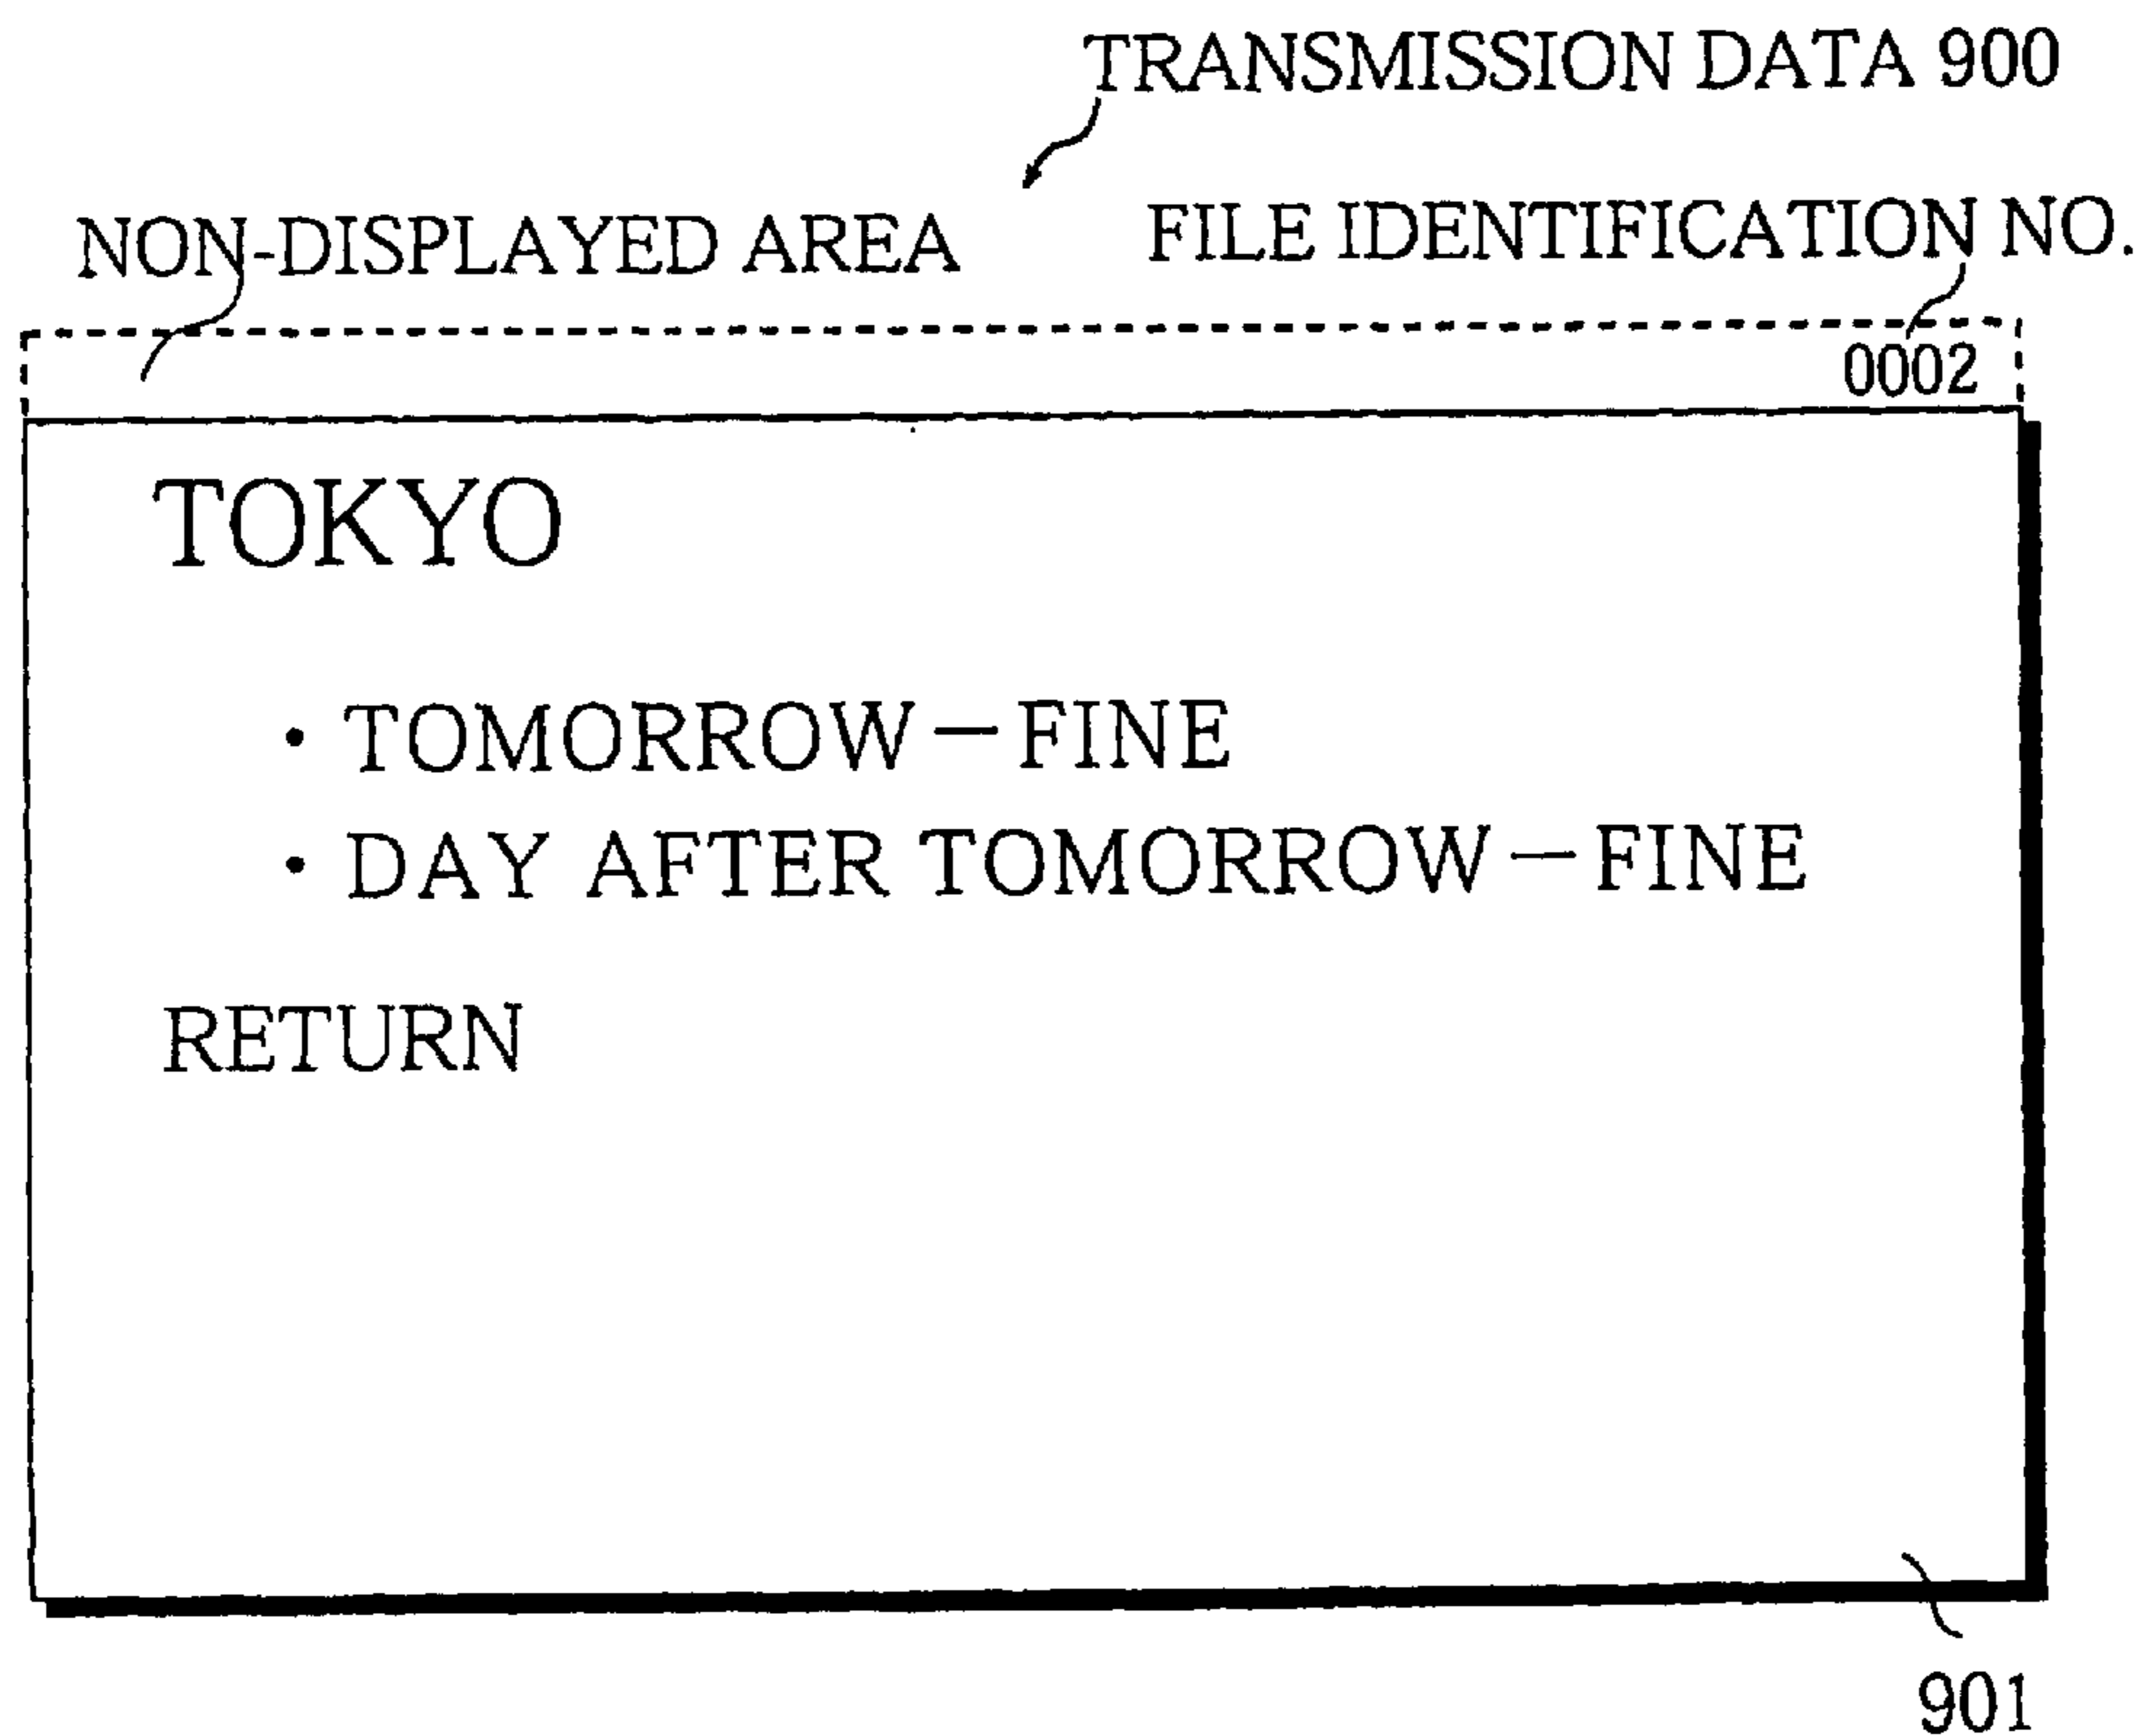 TRANSMISSION DATA 900
NON-DISPLAYED AREA
FILE IDENTIFICATION NO.
0002
TOKYO
· TOMORROW—FINE
· DAY AFTER TOMORROW—FINE
RETURN
901